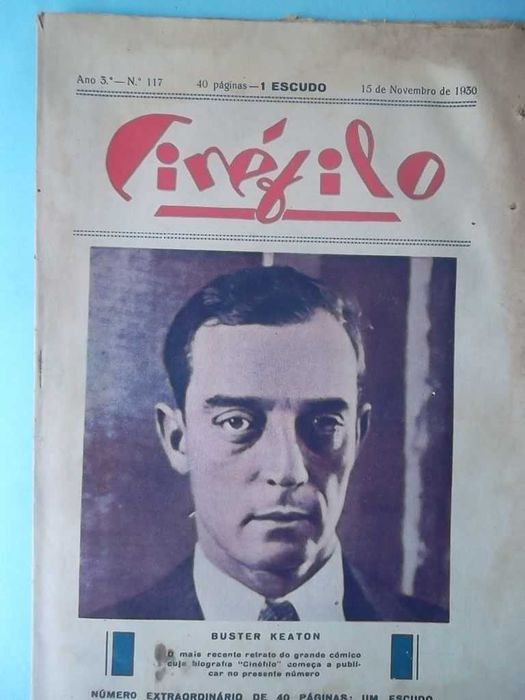 Ano 3.º—N.º 117 40 páginas—1 ESCUDO 15 de Novembro de 1930
Cinéfilo
BUSTER KEATON
O mais recente retrato do grande cómico
cuja biografia "Cinéfilo" começa a publi-
car no presente número
NÚMERO EXTRAORDINÁRIO DE 40 PÁGINAS: UM ESCUDO